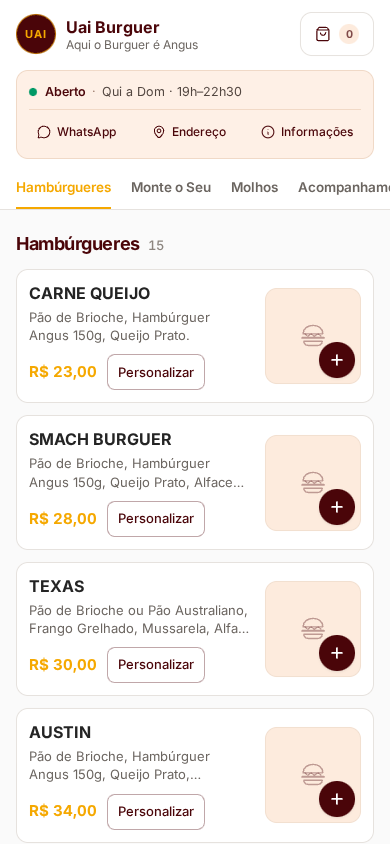 UAI
Uai Burguer
Aqui o Burguer é Angus
0
Aberto · Qui a Dom · 19h–22h30
WhatsApp
Endereço
Informações
Hambúrgueres
Monte o Seu
Molhos
Acompanhame
Hambúrgueres 15
CARNE QUEIJO
Pão de Brioche, Hambúrguer
Angus 150g, Queijo Prato.
R$ 23,00
Personalizar
SMACH BURGUER
Pão de Brioche, Hambúrguer
Angus 150g, Queijo Prato, Alface...
R$ 28,00
Personalizar
TEXAS
Pão de Brioche ou Pão Australiano,
Frango Grelhado, Mussarela, Alfa...
R$ 30,00
Personalizar
AUSTIN
Pão de Brioche, Hambúrguer
Angus 150g, Queijo Prato,...
R$ 34,00
Personalizar